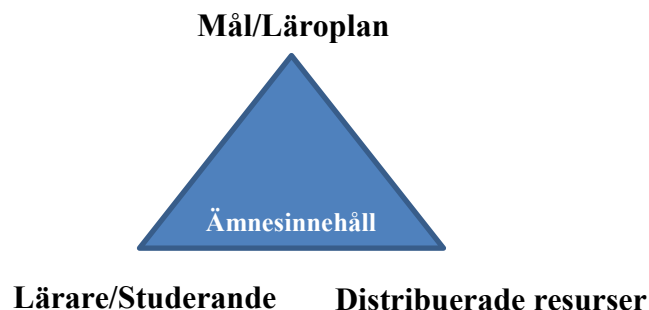 Mål/Läroplan
Ämnesinnehåll
Lärare/Studerande
Distribuerade resurser